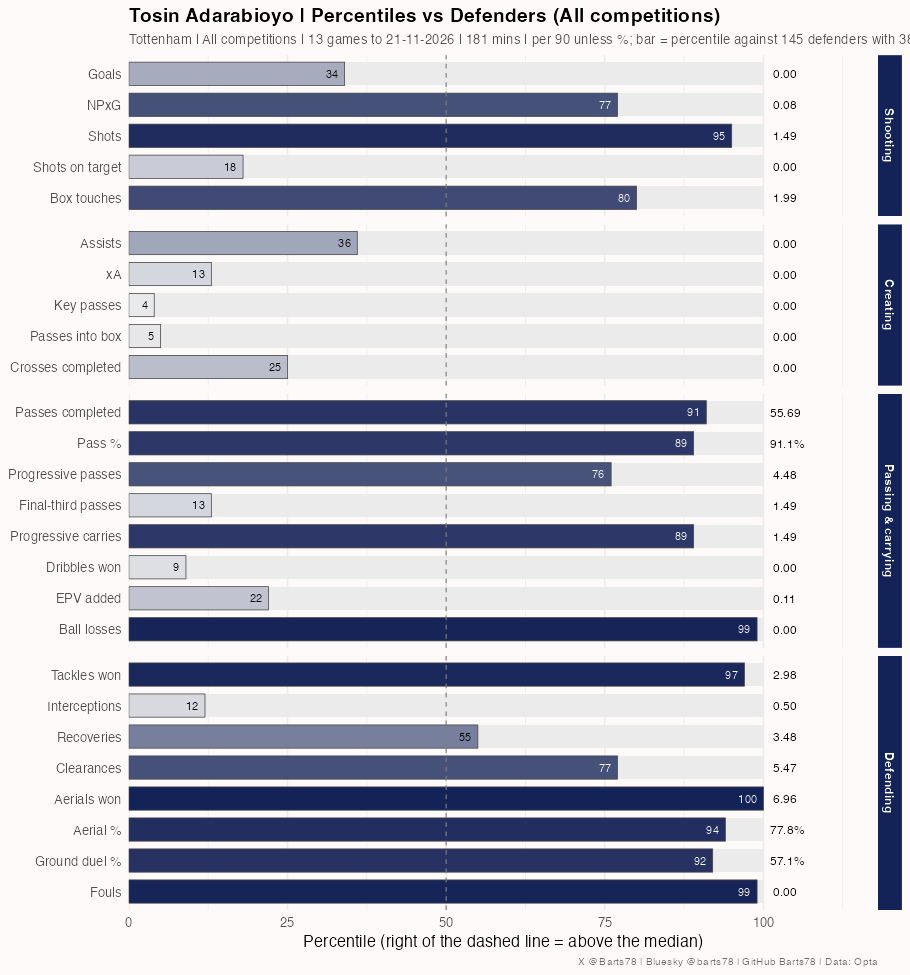 Tosin Adarabioyo | Percentiles vs Defenders (All competitions)
Tottenham | All competitions | 13 games to 21-11-2026 | 181 mins | per 90 unless %; bar = percentile against 145 defenders with 38
Goals 34 0.00
NPxG 77 0.08
Shots 95 1.49
Shots on target 18 0.00
Box touches 80 1.99
Shooting
Assists 36 0.00
xA 13 0.00
Key passes 4 0.00
Passes into box 5 0.00
Crosses completed 25 0.00
Creating
Passes completed 91 55.69
Pass % 89 91.1%
Progressive passes 76 4.48
Final-third passes 13 1.49
Progressive carries 89 1.49
Dribbles won 9 0.00
EPV added 22 0.11
Ball losses 99 0.00
Passing & carrying
Tackles won 97 2.98
Interceptions 12 0.50
Recoveries 55 3.48
Clearances 77 5.47
Aerials won 100 6.96
Aerial % 94 77.8%
Ground duel % 92 57.1%
Fouls 99 0.00
Defending
0 25 50 75 100
Percentile (right of the dashed line = above the median)
X @Barts78 | Bluesky @barts78 | GitHub Barts78 | Data: Opta